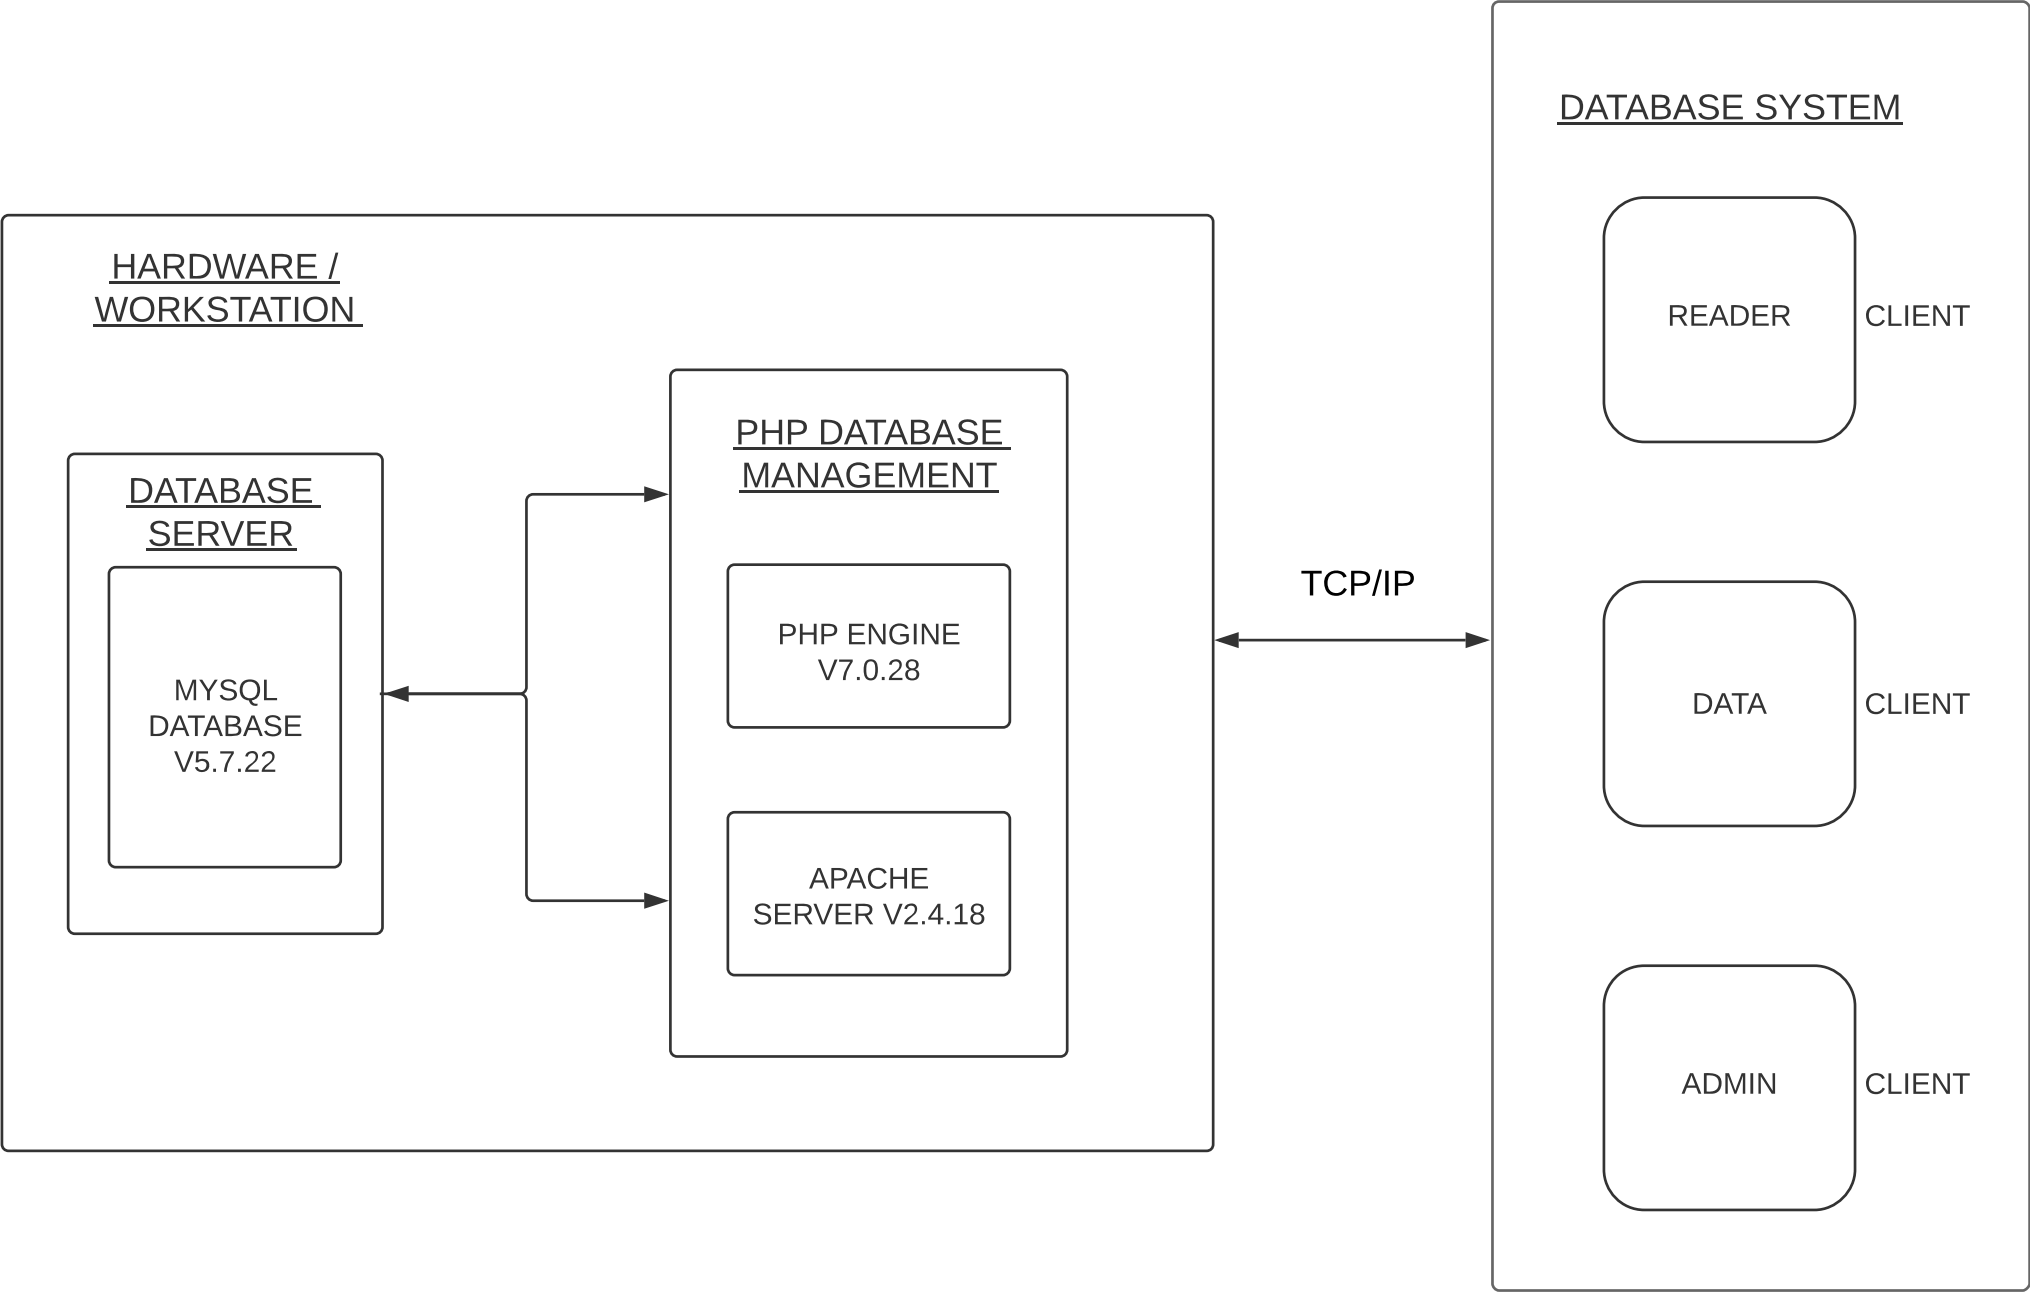 HARDWARE /
WORKSTATION
DATABASE
SERVER
MYSQL
DATABASE
V5.7.22
PHP DATABASE
MANAGEMENT
PHP ENGINE
V7.0.28
APACHE
SERVER V2.4.18
TCP/IP
DATABASE SYSTEM
READER
CLIENT
DATA
CLIENT
ADMIN
CLIENT